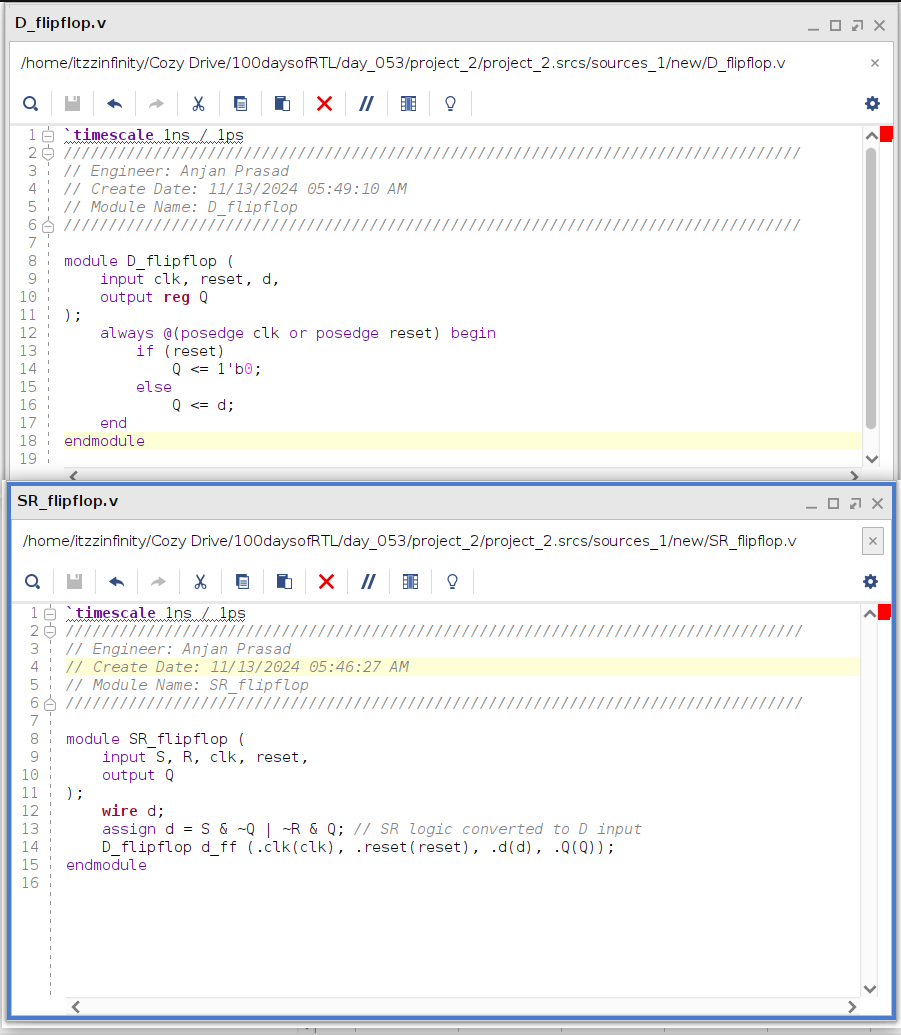 D_flipflop.v
/home/itzzinfinity/Cozy Drive/100daysofRTL/day_053/project_2/project_2.srcs/sources_1/new/D_flipflop.v
1 `timescale 1ns / 1ps
2 //////////////////////////////////////////////////////////////////////////////////
3 // Engineer: Anjan Prasad
4 // Create Date: 11/13/2024 05:49:10 AM
5 // Module Name: D_flipflop
6 //////////////////////////////////////////////////////////////////////////////////
7
8 module D_flipflop (
9     input clk, reset, d,
10     output reg Q
11 );
12     always @(posedge clk or posedge reset) begin
13         if (reset)
14             Q <= 1'b0;
15         else
16             Q <= d;
17     end
18 endmodule
19
SR_flipflop.v
/home/itzzinfinity/Cozy Drive/100daysofRTL/day_053/project_2/project_2.srcs/sources_1/new/SR_flipflop.v
1 `timescale 1ns / 1ps
2 //////////////////////////////////////////////////////////////////////////////////
3 // Engineer: Anjan Prasad
4 // Create Date: 11/13/2024 05:46:27 AM
5 // Module Name: SR_flipflop
6 //////////////////////////////////////////////////////////////////////////////////
7
8 module SR_flipflop (
9     input S, R, clk, reset,
10     output Q
11 );
12     wire d;
13     assign d = S & ~Q | ~R & Q; // SR logic converted to D input
14     D_flipflop d_ff (.clk(clk), .reset(reset), .d(d), .Q(Q));
15 endmodule
16